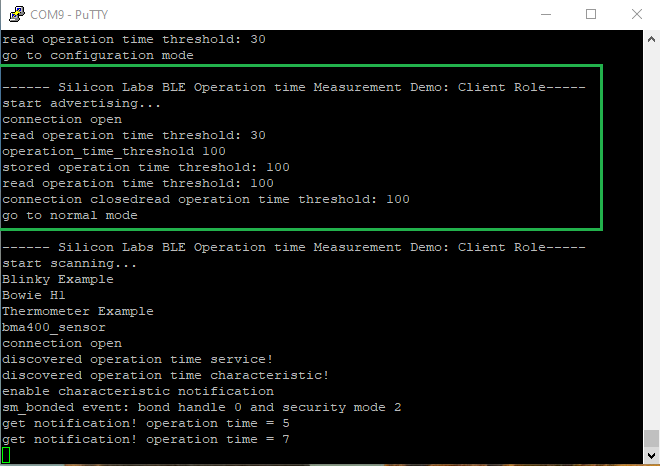 COM9 - PuTTY
read operation time threshold: 30
go to configuration mode
------ Silicon Labs BLE Operation time Measurement Demo: Client Role-----
start advertising...
connection open
read operation time threshold: 30
operation_time_threshold 100
stored operation time threshold: 100
read operation time threshold: 100
connection closedread operation time threshold: 100
go to normal mode
------ Silicon Labs BLE Operation time Measurement Demo: Client Role-----
start scanning...
Blinky Example
Bowie H1
Thermometer Example
bma400_sensor
connection open
discovered operation time service!
discovered operation time characteristic!
enable characteristic notification
sm_bonded event: bond handle 0 and security mode 2
get notification! operation time = 5
get notification! operation time = 7